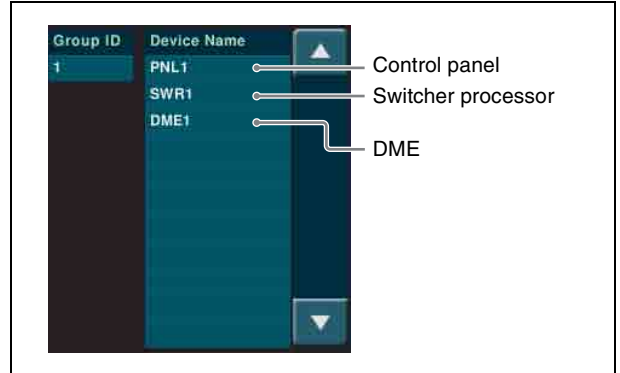 Group ID Device Name
1 PNL1 Control panel
SWR1 Switcher processor
DME1
DME